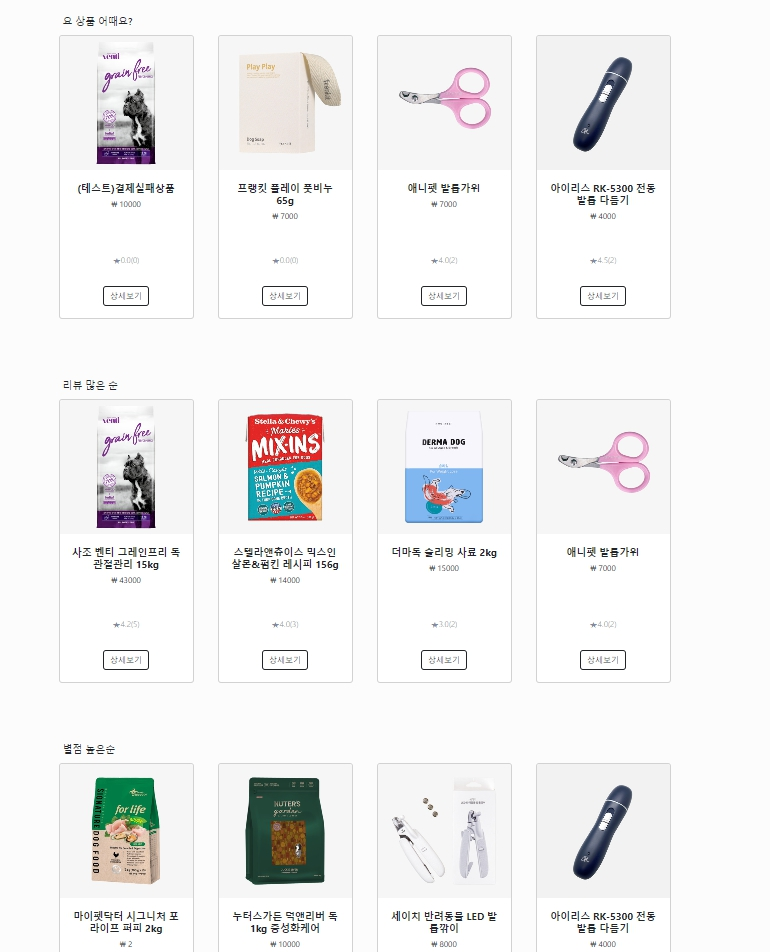 요 상품 어때요?
venti
grain free
Play Play
Dog Soap
(테스트)결제실패상품
₩ 10000
★0.0(0)
상세보기
프랭킷 플레이 풋비누
65g
₩ 7000
★0.0(0)
상세보기
애니펫 발톱가위
₩ 7000
★4.0(2)
상세보기
아이리스 RK-5300 전동
발톱 다듬기
₩ 4000
★4.5(2)
상세보기
리뷰 많은 순
venti
grain free
Stella & Chewy's
Marie's
MIX-INS
SALMON &
PUMPKIN
RECIPE
DERMA DOG
사조 벤티 그레인프리 독
관절관리 15kg
₩ 43000
★4.2(5)
상세보기
스텔라앤츄이스 믹스인
살몬&펌킨 레시피 156g
₩ 14000
★4.0(3)
상세보기
더마독 슬리밍 사료 2kg
₩ 15000
★3.0(2)
상세보기
애니펫 발톱가위
₩ 7000
★4.0(2)
상세보기
별점 높은순
SIGNATURE DOG FOOD
for life
NUTERS
garden
마이펫닥터 시그니처 포
라이프 퍼피 2kg
₩ 2
누터스가든 덕앤리버 독
1kg 중성화케어
₩ 10000
세이치 반려동물 LED 발
톱깎이
₩ 8000
아이리스 RK-5300 전동
발톱 다듬기
₩ 4000